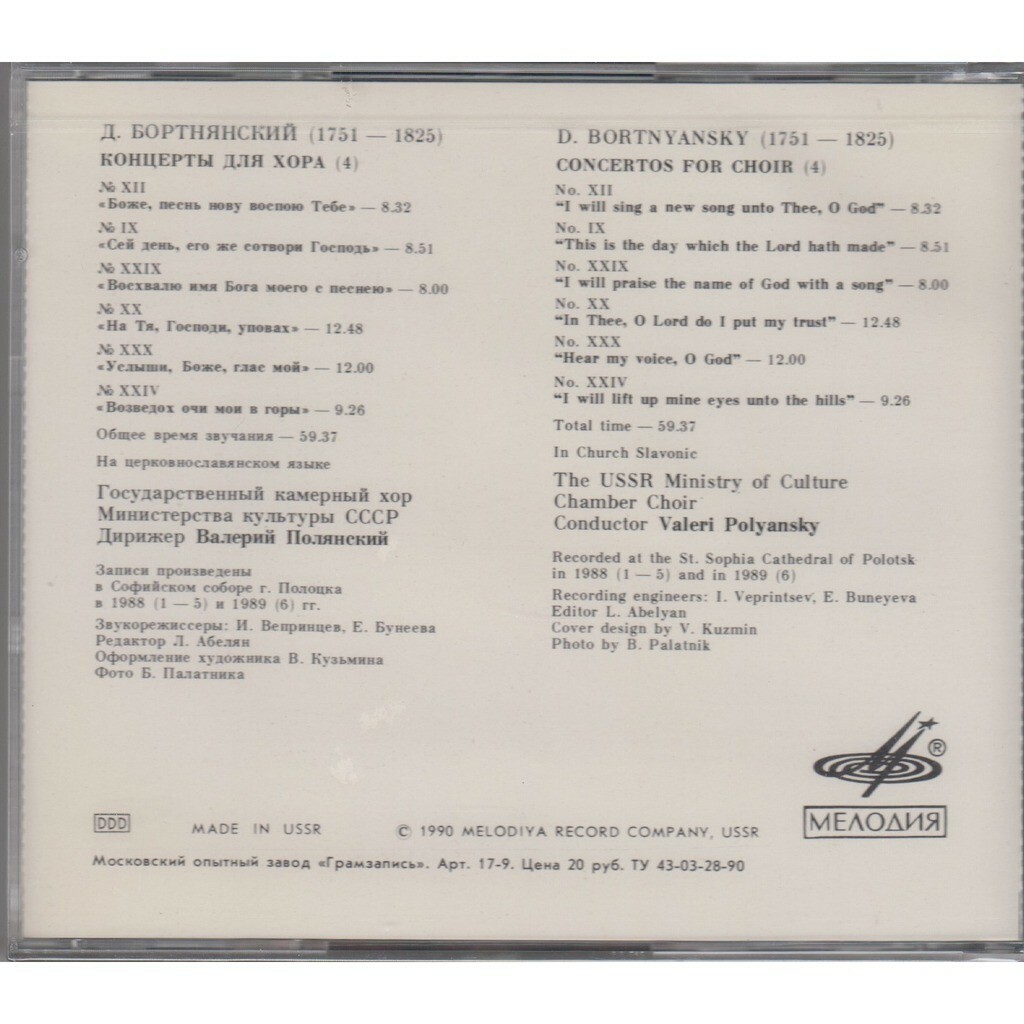 Д. БОРТНЯНСКИЙ (1751 — 1825)
КОНЦЕРТЫ ДЛЯ ХОРА (4)
№ XII
«Боже, песнь нову воспою Тебе» — 8.32
№ IX
«Сей день, его же сотвори Господь» — 8.51
№ XXIX
«Восхвалю имя Бога моего с песнею» — 8.00
№ XX
«На Тя, Господи, уповах» — 12.48
№ XXX
«Услыши, Боже, глас мой» — 12.00
№ XXIV
«Возведох очи мои в горы» — 9.26
Общее время звучания — 59.37
На церковнославянском языке
Государственный камерный хор
Министерства культуры СССР
Дирижер Валерий Полянский
Записи произведены
в Софийском соборе г. Полоцка
в 1988 (1 — 5) и 1989 (6) гг.
Звукорежиссеры: И. Вепринцев, Е. Бунеева
Редактор Л. Абелян
Оформление художника В. Кузьмина
Фото Б. Палатника
D. BORTNYANSKY (1751 — 1825)
CONCERTOS FOR CHOIR (4)
No. XII
“I will sing a new song unto Thee, O God” — 8.32
No. IX
“This is the day which the Lord hath made” — 8.51
No. XXIX
“I will praise the name of God with a song” — 8.00
No. XX
“In Thee, O Lord do I put my trust” — 12.48
No. XXX
“Hear my voice, O God” — 12.00
No. XXIV
“I will lift up mine eyes unto the hills” — 9.26
Total time — 59.37
In Church Slavonic
The USSR Ministry of Culture
Chamber Choir
Conductor Valeri Polyansky
Recorded at the St. Sophia Cathedral of Polotsk
in 1988 (1 — 5) and in 1989 (6)
Recording engineers: I. Veprintsev, E. Buneyeva
Editor L. Abelyan
Cover design by V. Kuzmin
Photo by B. Palatnik
®
МЕЛОДИЯ
DDD MADE IN USSR © 1990 MELODIYA RECORD COMPANY, USSR
Московский опытный завод «Грамзапись». Арт. 17-9. Цена 20 руб. ТУ 43-03-28-90